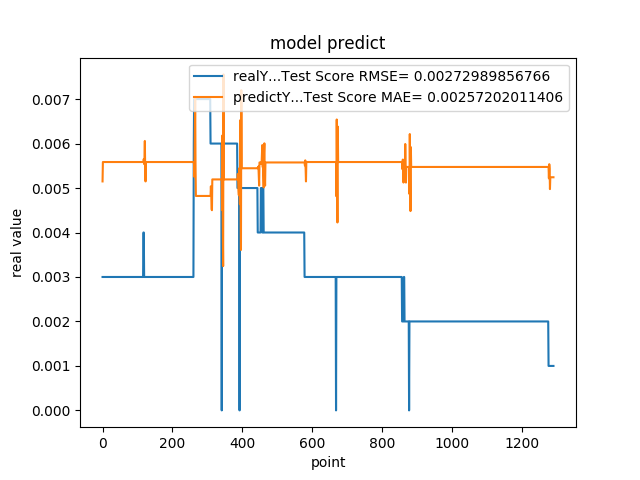 model predict
realY...Test Score RMSE= 0.00272989856766
predictY...Test Score MAE= 0.00257202011406
0.007
0.006
0.005
0.004
0.003
0.002
0.001
0.000
real value
0 200 400 600 800 1000 1200
point